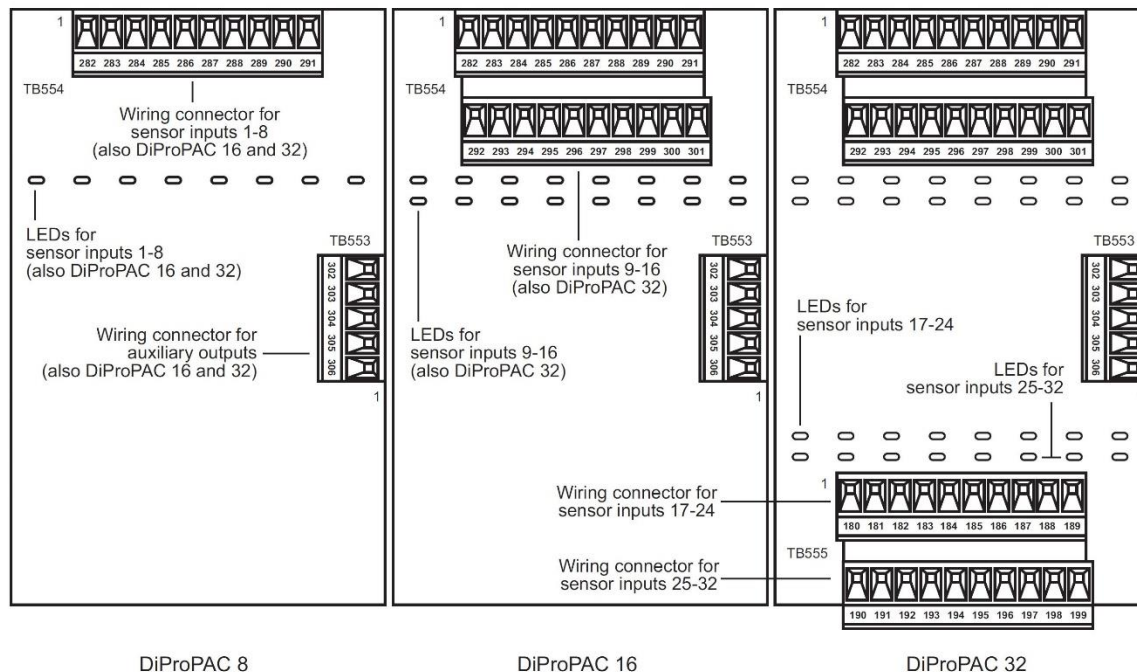 1
282 283 284 285 286 287 288 289 290 291
TB554
Wiring connector for
sensor inputs 1-8
(also DiProPAC 16 and 32)
LEDs for
sensor inputs 1-8
(also DiProPAC 16 and 32)
TB553
302
303
304
305
306
Wiring connector for
auxiliary outputs
(also DiProPAC 16 and 32)
1
DiProPAC 8
1
282 283 284 285 286 287 288 289 290 291
TB554
292 293 294 295 296 297 298 299 300 301
Wiring connector for
sensor inputs 9-16
(also DiProPAC 32)
TB553
302
303
304
305
306
LEDs for
sensor inputs 9-16
(also DiProPAC 32)
1
Wiring connector for
sensor inputs 17-24
Wiring connector for
sensor inputs 25-32
DiProPAC 16
1
282 283 284 285 286 287 288 289 290 291
TB554
292 293 294 295 296 297 298 299 300 301
TB553
302
303
304
305
306
LEDs for
sensor inputs 17-24
LEDs for
sensor inputs 25-32
1
180 181 182 183 184 185 186 187 188 189
TB555
190 191 192 193 194 195 196 197 198 199
DiProPAC 32